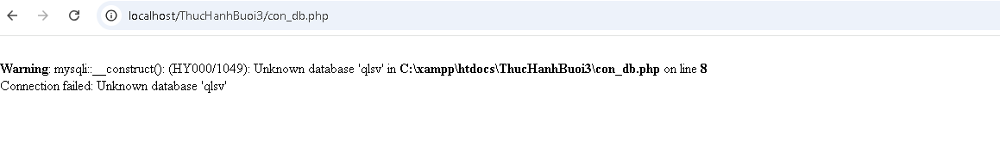 localhost/ThucHanhBuoi3/con_db.php
Warning: mysqli::__construct(): (HY000/1049): Unknown database 'qlsv' in C:\xampp\htdocs\ThucHanhBuoi3\con_db.php on line 8
Connection failed: Unknown database 'qlsv'